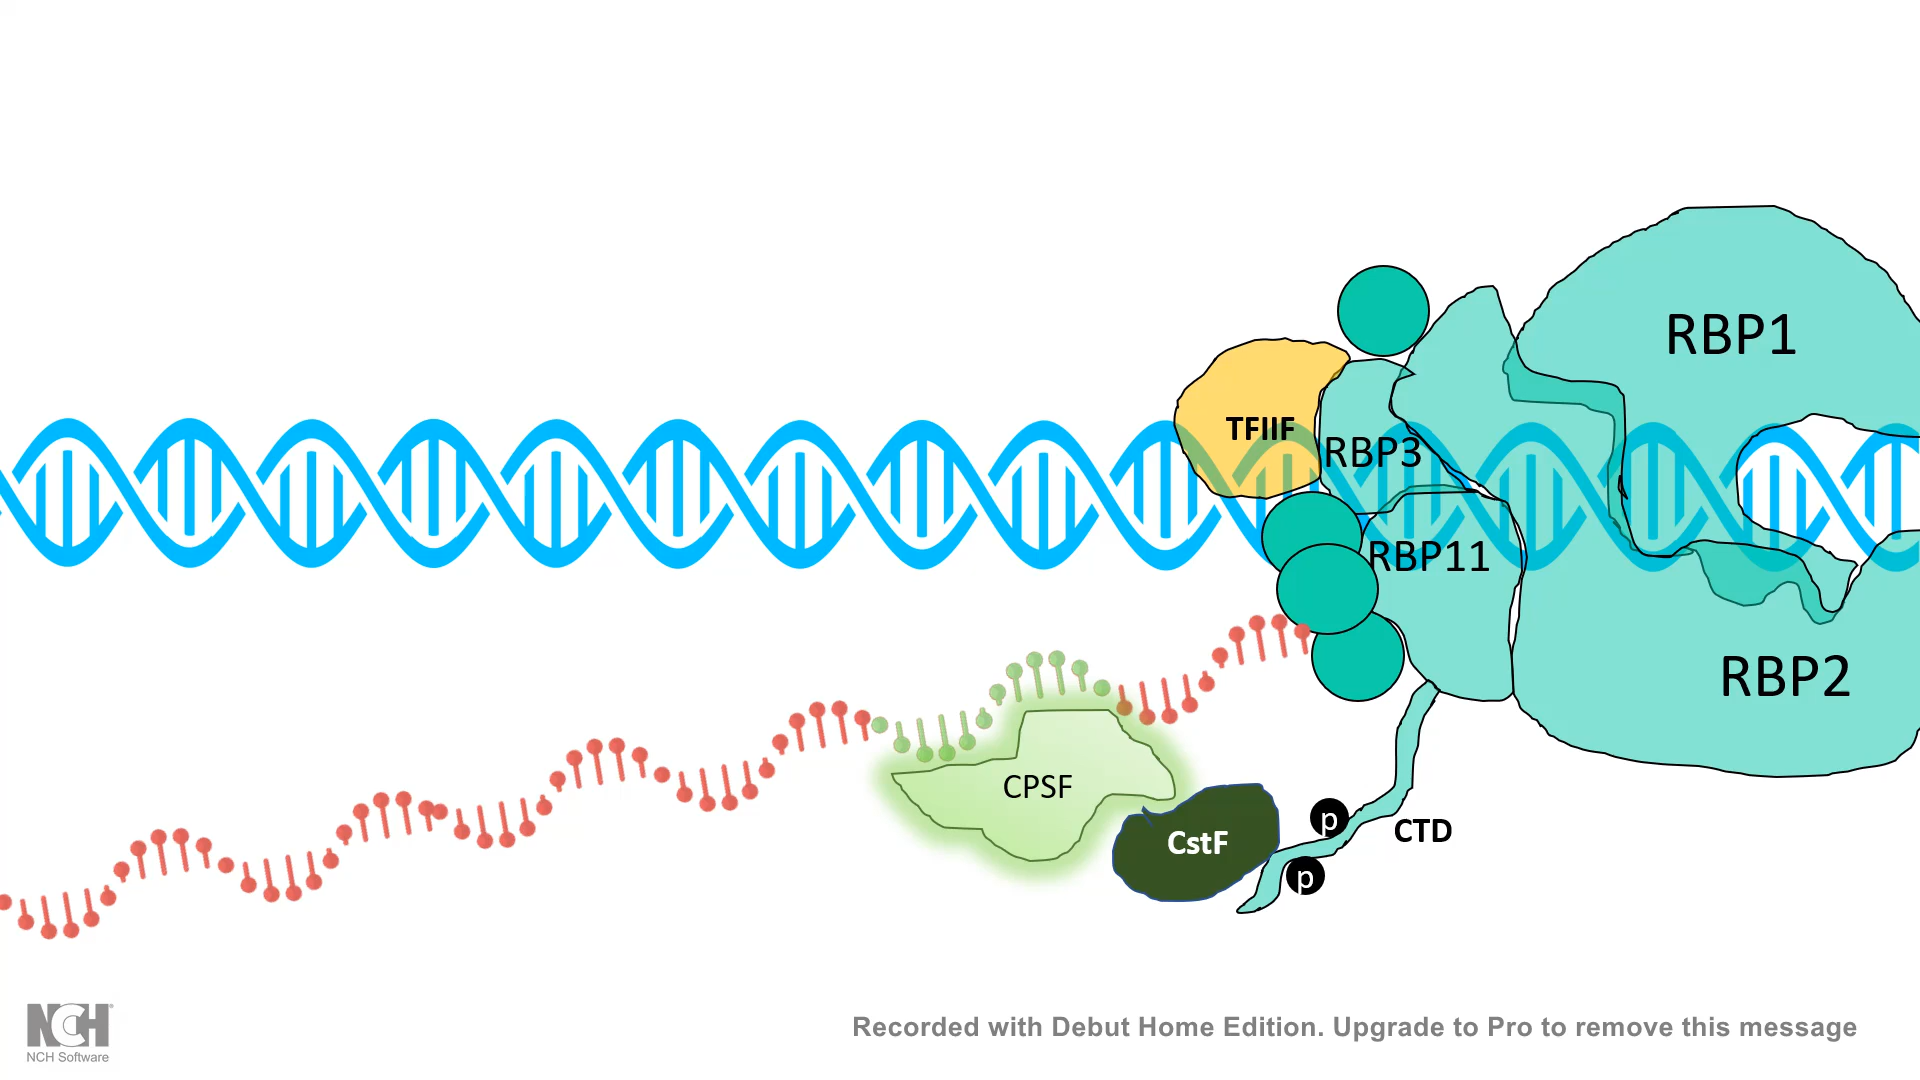 RBP1
TFIIF
RBP3
RBP11
RBP2
CPSF
p
CTD
CstF
p
NCH
NCH Software
Recorded with Debut Home Edition. Upgrade to Pro to remove this message